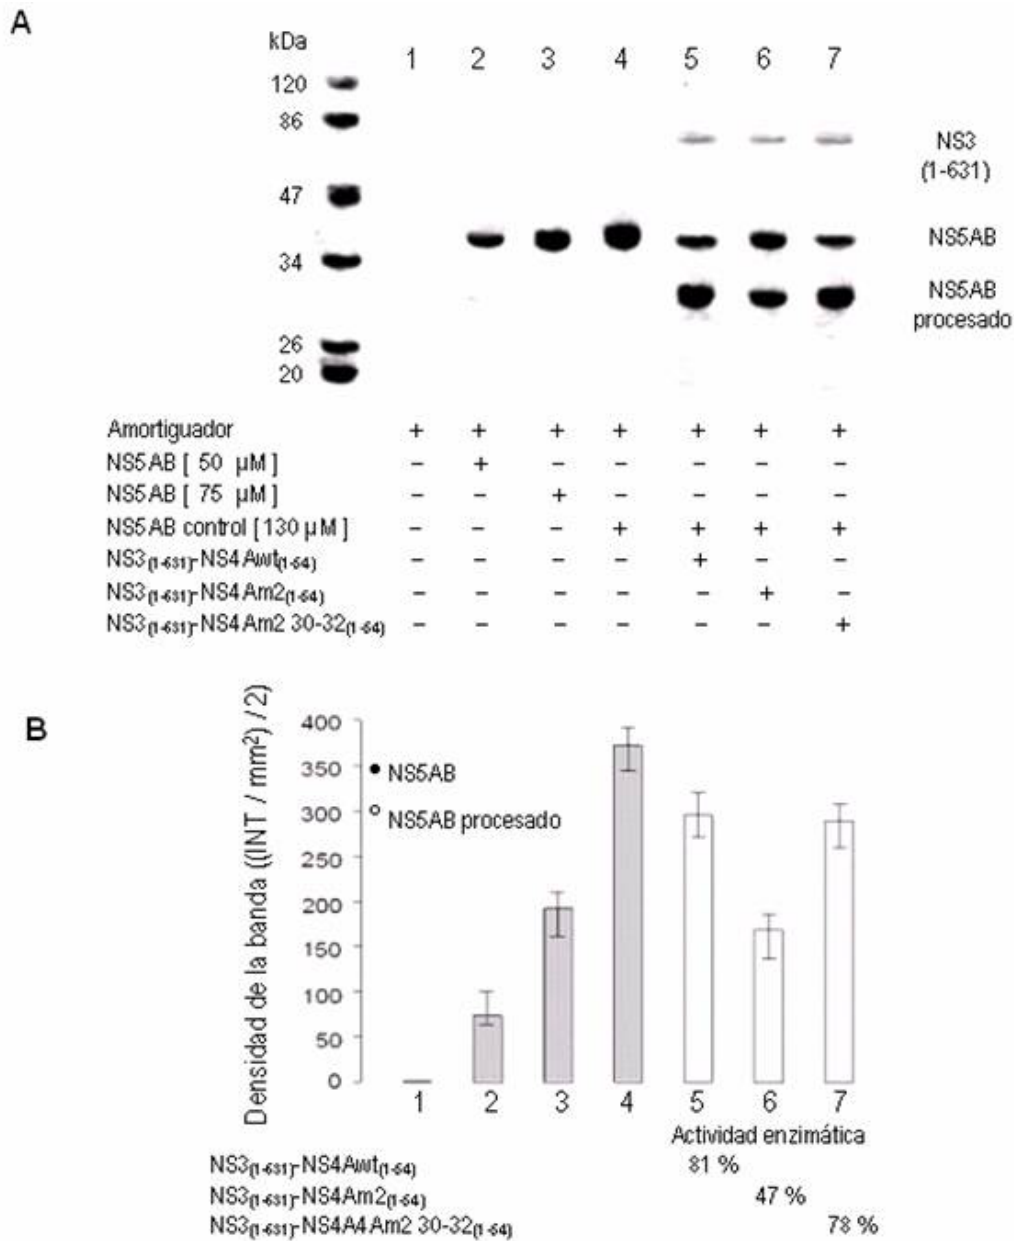 A
kDa 1 2 3 4 5 6 7
120
86
47
34
26
20
NS3
(1-631)
NS5AB
NS5AB
procesado
Amortiguador + + + + + + +
NS5AB [ 50 µM ] – + – – – – –
NS5AB [ 75 µM ] – – + – – – –
NS5AB control [130 µM ] – – – + + + +
NS3(1-631)-NS4Awt(1-54) – – – – + – –
NS3(1-631)-NS4Am2(1-54) – – – – – + –
NS3(1-631)-NS4Am2 30-32(1-54) – – – – – – +
B
Densidad de la banda ((INT / mm²) /2)
400
350
300
250
200
150
100
50
0
● NS5AB
○ NS5AB procesado
1 2 3 4 5 6 7
Actividad enzimática
NS3(1-631)-NS4Awt(1-54) 81 %
NS3(1-631)-NS4Am2(1-54) 47 %
NS3(1-631)-NS4A4Am2 30-32(1-54) 78 %